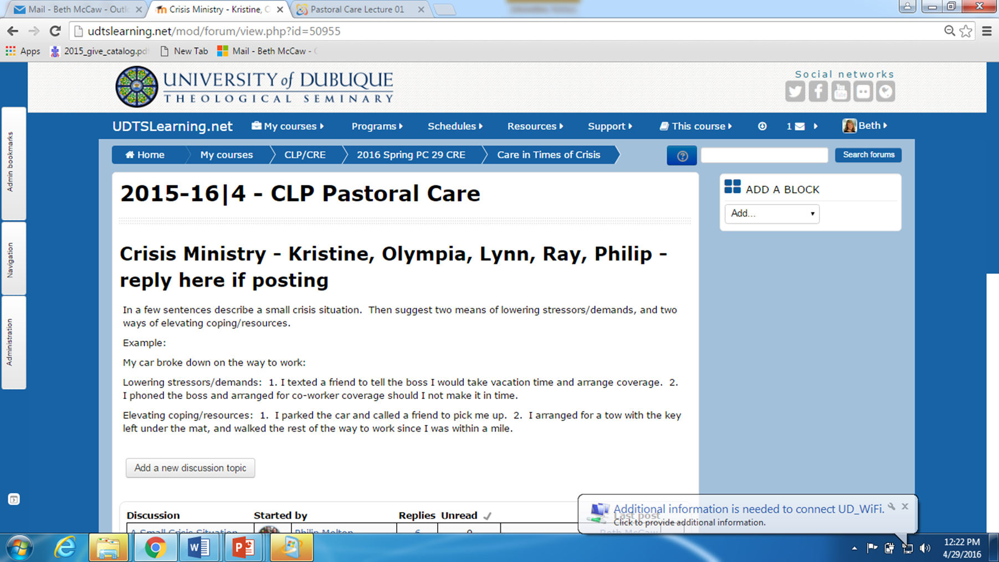 Mail - Beth McCaw - Outl
Crisis Ministry - Kristine, O
Pastoral Care Lecture 01
udtslearning.net/mod/forum/view.php?id=50955
Apps
2015_give_catalog.pdf
New Tab
Mail - Beth McCaw -
UNIVERSITY of DUBUQUE
THEOLOGICAL SEMINARY
Social networks
You
Tube
UDTSLearning.net
My courses
Programs
Schedules
Resources
Support
This course
1
Beth
Home
My courses
CLP/CRE
2016 Spring PC 29 CRE
Care in Times of Crisis
Search forums
Admin bookmarks
Navigation
Administration
2015-16|4 - CLP Pastoral Care
ADD A BLOCK
Add...
Crisis Ministry - Kristine, Olympia, Lynn, Ray, Philip -
reply here if posting
In a few sentences describe a small crisis situation.  Then suggest two means of lowering stressors/demands, and two
ways of elevating coping/resources.
Example:
My car broke down on the way to work:
Lowering stressors/demands:  1. I texted a friend to tell the boss I would take vacation time and arrange coverage.  2.
I phoned the boss and arranged for co-worker coverage should I not make it in time.
Elevating coping/resources:  1.  I parked the car and called a friend to pick me up.  2.  I arranged for a tow with the key
left under the mat, and walked the rest of the way to work since I was within a mile.
Add a new discussion topic
Discussion
Started by
Replies
Unread
Last post
A Small Crisis Situation
Philip Melton
6
0
Beth McCaw
Additional information is needed to connect UD_WiFi.
Click to provide additional information.
12:22 PM
4/29/2016